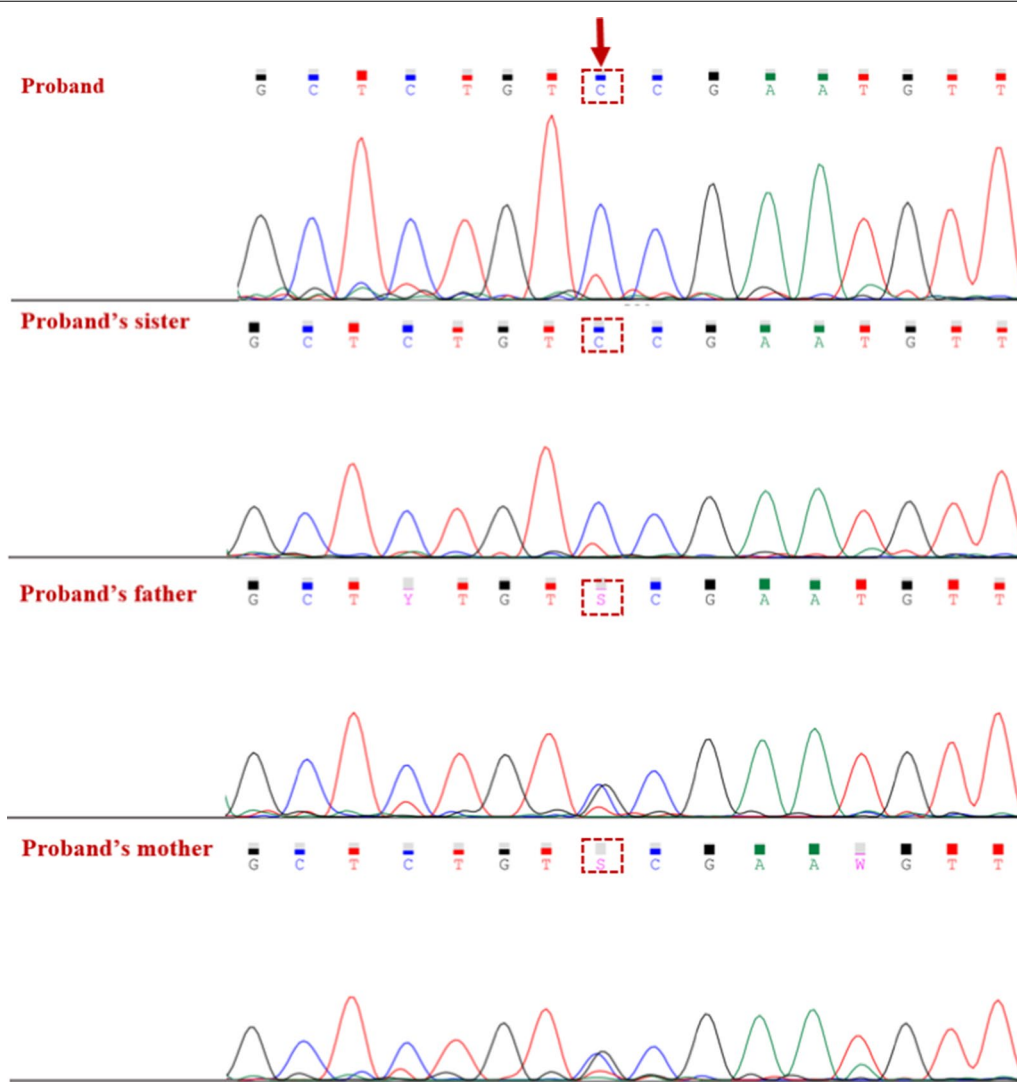 Proband
G C T C T G T C C G A A T G T T
Proband's sister
G C T C T G T C C G A A T G T T
Proband's father
G C T Y T G T S C G A A T G T T
Proband's mother
G C T C T G T S C G A A W G T T